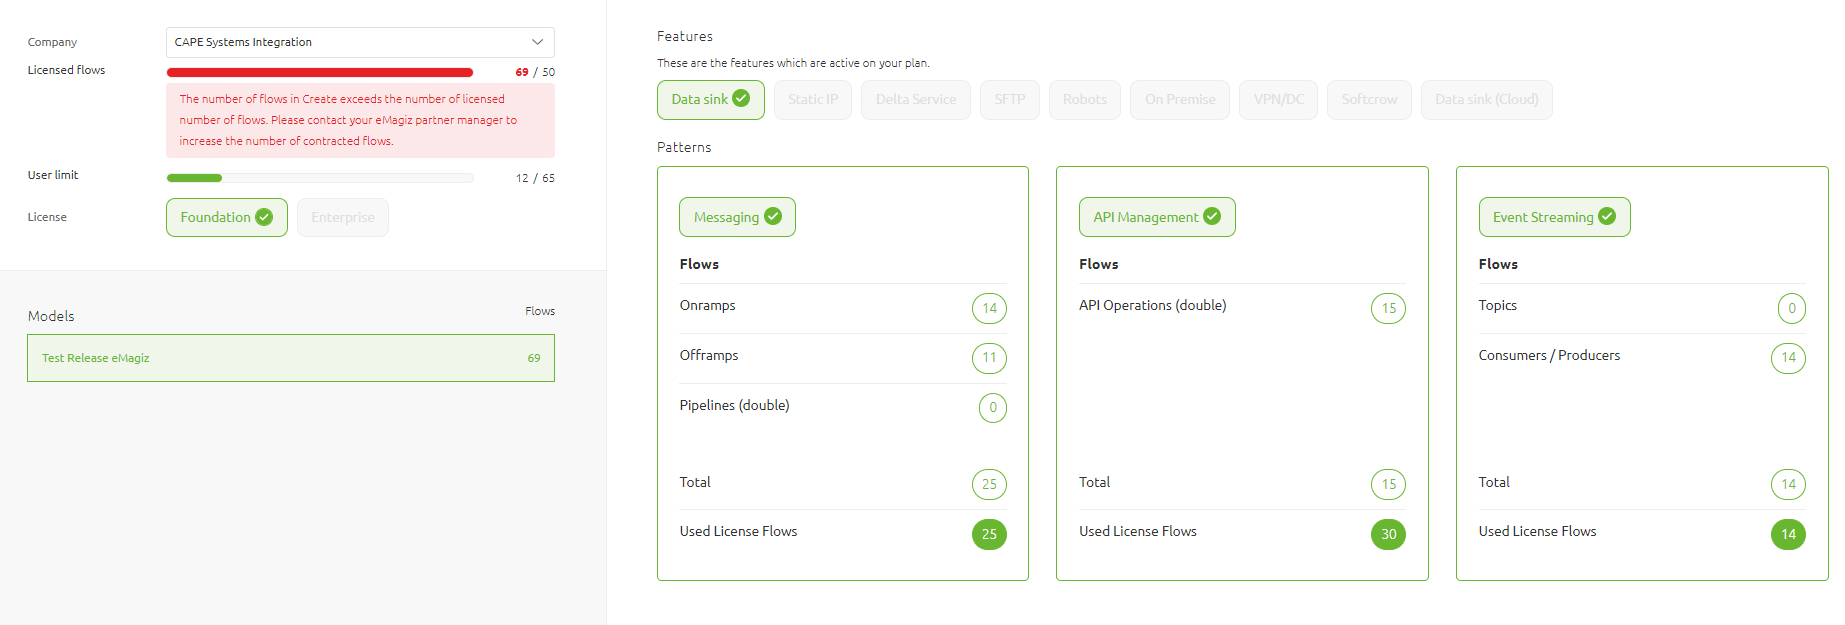 Company
CAPE Systems Integration
Licensed flows
69 / 50
The number of flows in Create exceeds the number of licensed
number of flows. Please contact your eMagiz partner manager to
increase the number of contracted flows.
User limit
12 / 65
License
Foundation
Enterprise
Models
Flows
Test Release eMagiz
69
Features
These are the features which are active on your plan.
Data sink
Static IP
Delta Service
SFTP
Robots
On Premise
VPN/DC
Softcrow
Data sink (Cloud)
Patterns
Messaging
Flows
Onramps
14
Offramps
11
Pipelines (double)
0
Total
25
Used License Flows
25
API Management
Flows
API Operations (double)
15
Total
15
Used License Flows
30
Event Streaming
Flows
Topics
0
Consumers / Producers
14
Total
14
Used License Flows
14